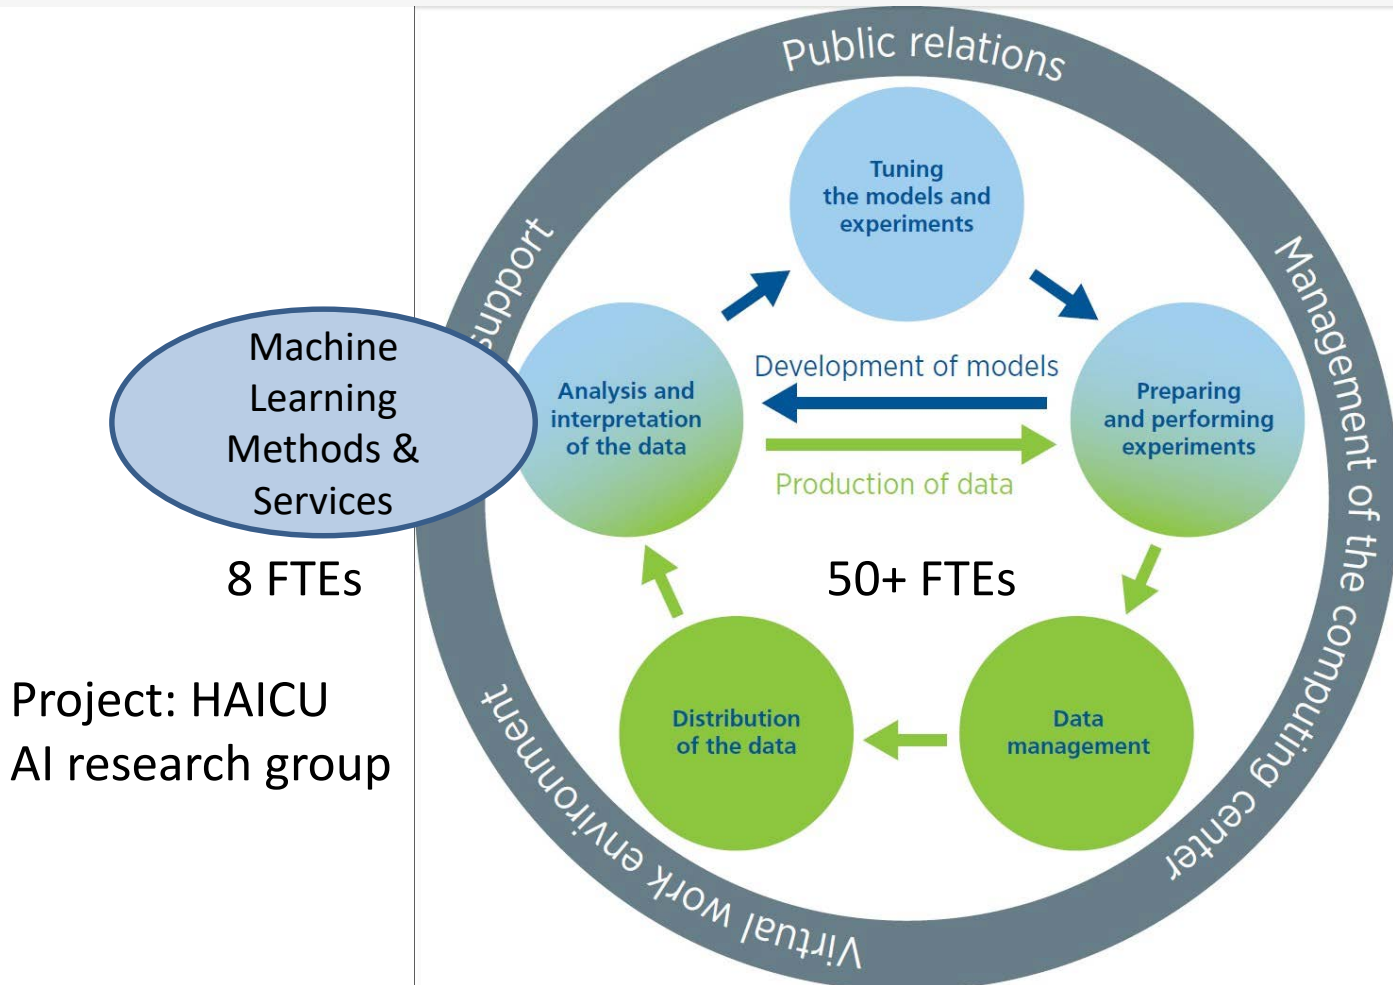 Public relations
Tuning
the models and
experiments
support
Management of the computing center
Machine
Learning
Methods &
Services
Development of models
Analysis and
interpretation
of the data
Preparing
and performing
experiments
Production of data
8 FTEs
50+ FTEs
Project: HAICU
AI research group
Distribution
of the data
Data
management
Virtual work environment